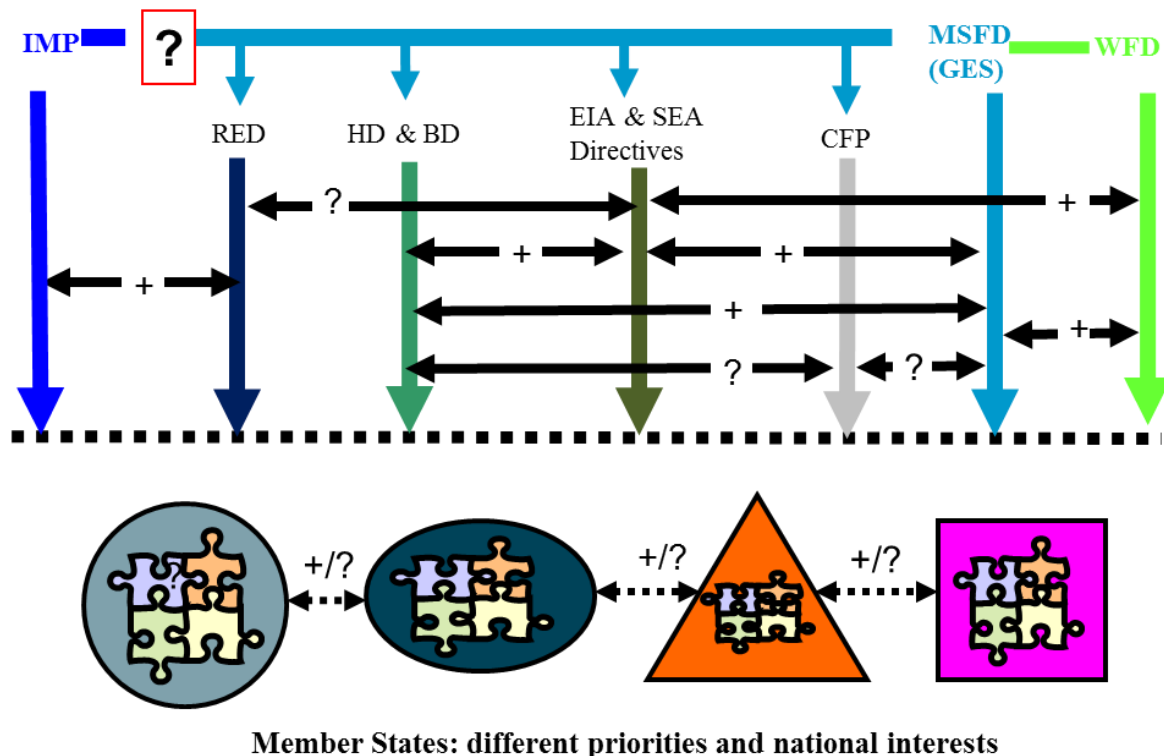 IMP
?
MSFD
(GES)
WFD
RED
HD & BD
EIA & SEA
Directives
CFP
?
+
+
+
+
+
+
?
?
+/?
+/?
+/?
?
Member States: different priorities and national interests